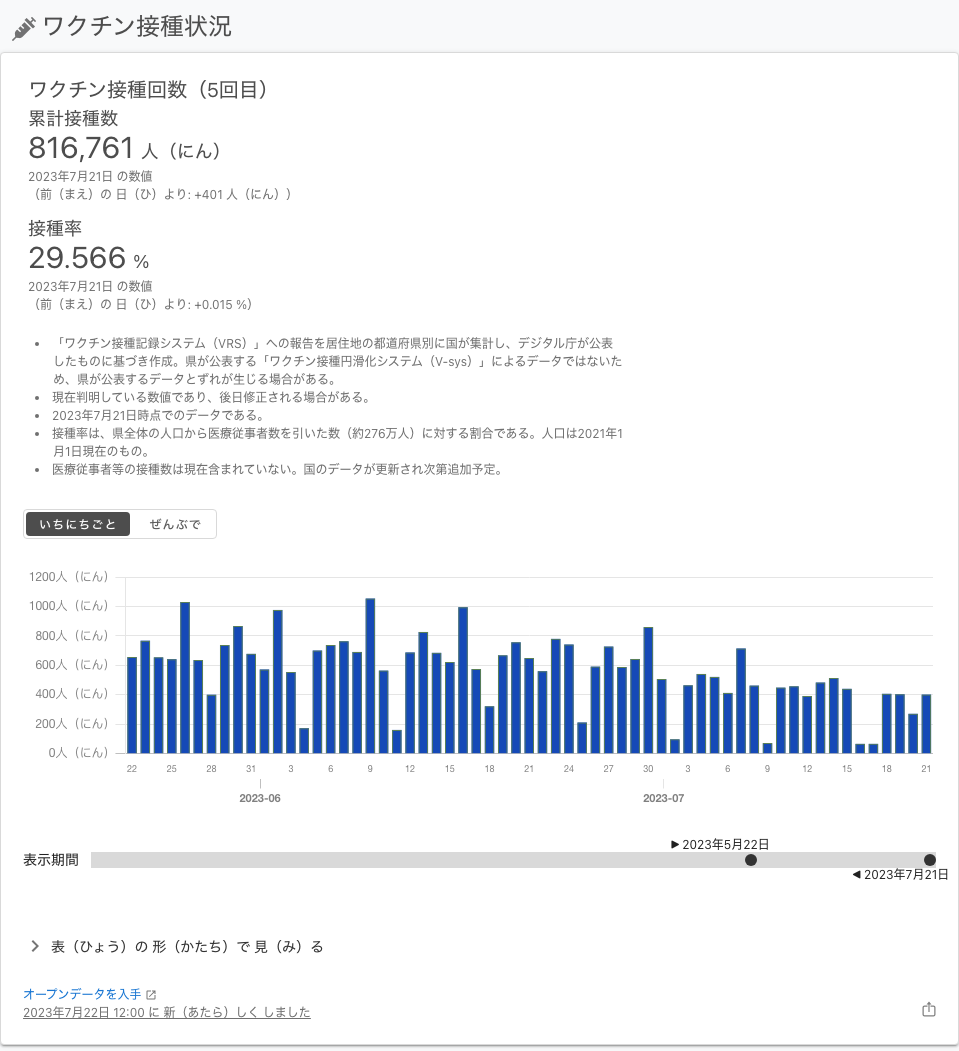 ワクチン接種状況
ワクチン接種回数（5回目）
累計接種数
816,761 人（にん）
2023年7月21日 の数値
（前（まえ）の 日（ひ）より: +401 人（にん））
接種率
29.566 %
2023年7月21日 の数値
（前（まえ）の 日（ひ）より: +0.015 %）
• 「ワクチン接種記録システム（VRS）」への報告を居住地の都道府県別に国が集計し、デジタル庁が公表
したものに基づき作成。県が公表する「ワクチン接種円滑化システム（V-sys）」によるデータではないた
め、県が公表するデータとずれが生じる場合がある。
• 現在判明している数値であり、後日修正される場合がある。
• 2023年7月21日時点でのデータである。
• 接種率は、県全体の人口から医療従事者数を引いた数（約276万人）に対する割合である。人口は2021年1
月1日現在のもの。
• 医療従事者等の接種数は現在含まれていない。国のデータが更新され次第追加予定。
いちにちごと ぜんぶで
1200人（にん）
1000人（にん）
800人（にん）
600人（にん）
400人（にん）
200人（にん）
0人（にん）
22 25 28 31 3 6 9 12 15 18 21 24 27 30 3 6 9 12 15 18 21
2023-06 2023-07
2023年5月22日
表示期間
2023年7月21日
表（ひょう）の 形（かたち）で 見（み）る
オープンデータを入手
2023年7月22日 12:00 に 新（あたら）しく しました